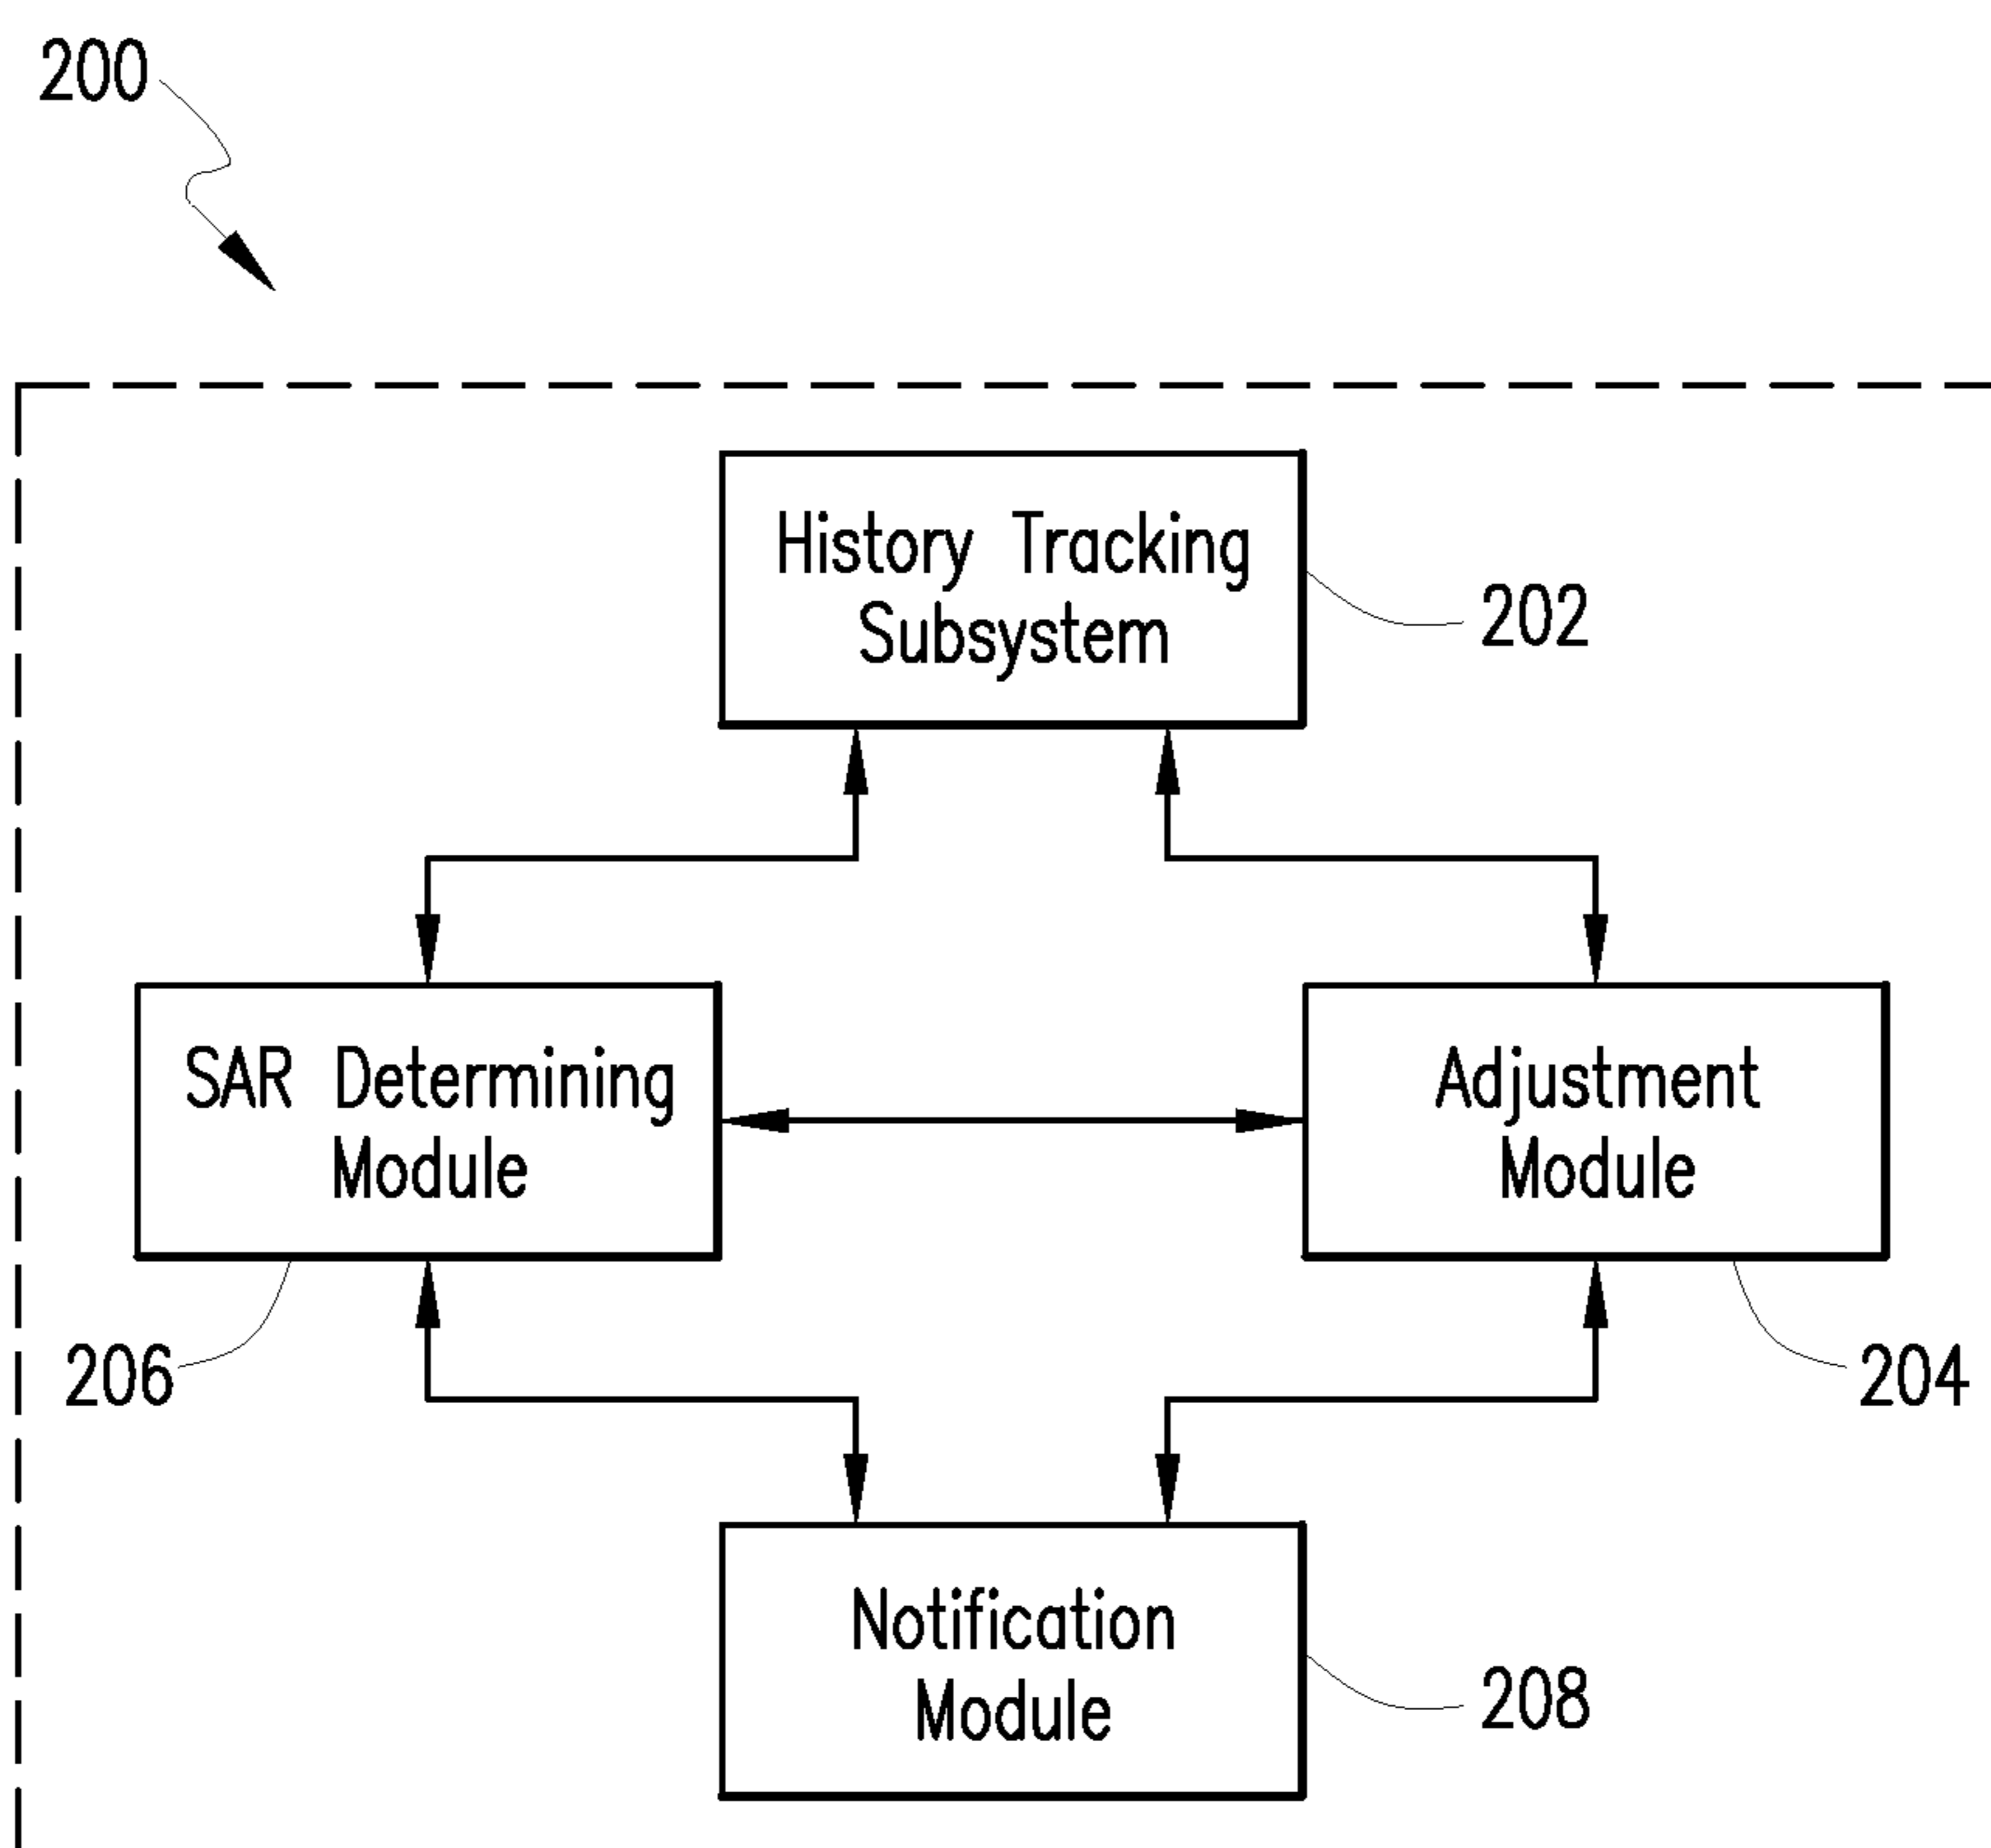 200
History Tracking
Subsystem
202
SAR Determining
Module
Adjustment
Module
206
204
Notification
Module
208